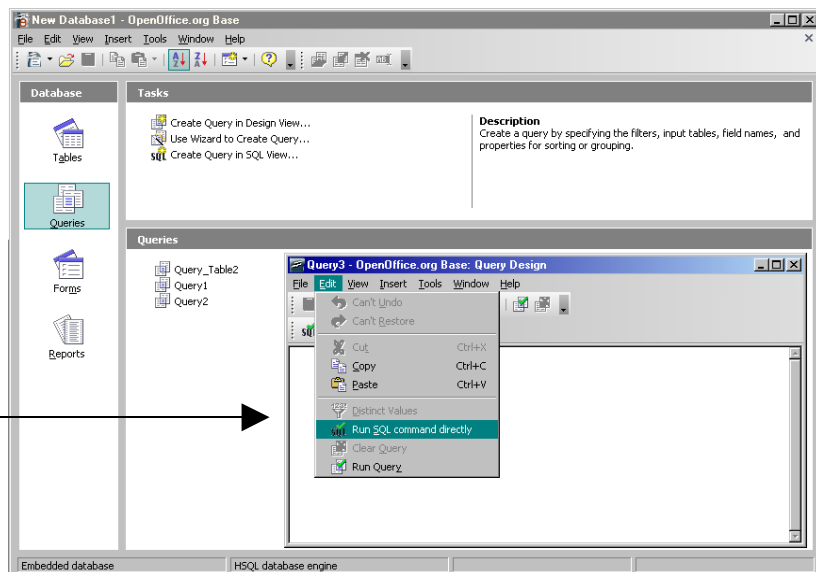 New Database1 - OpenOffice.org Base
File Edit View Insert Tools Window Help
Database
Tables
Queries
Forms
Reports
Tasks
Create Query in Design View...
Use Wizard to Create Query...
Create Query in SQL View...
Description
Create a query by specifying the filters, input tables, field names, and
properties for sorting or grouping.
Queries
Query_Table2
Query1
Query2
Query3 - OpenOffice.org Base: Query Design
File Edit View Insert Tools Window Help
Can't Undo
Can't Restore
Cut Ctrl+X
Copy Ctrl+C
Paste Ctrl+V
Distinct Values
Run SQL command directly
Clear Query
Run Query
Embedded database
HSQL database engine